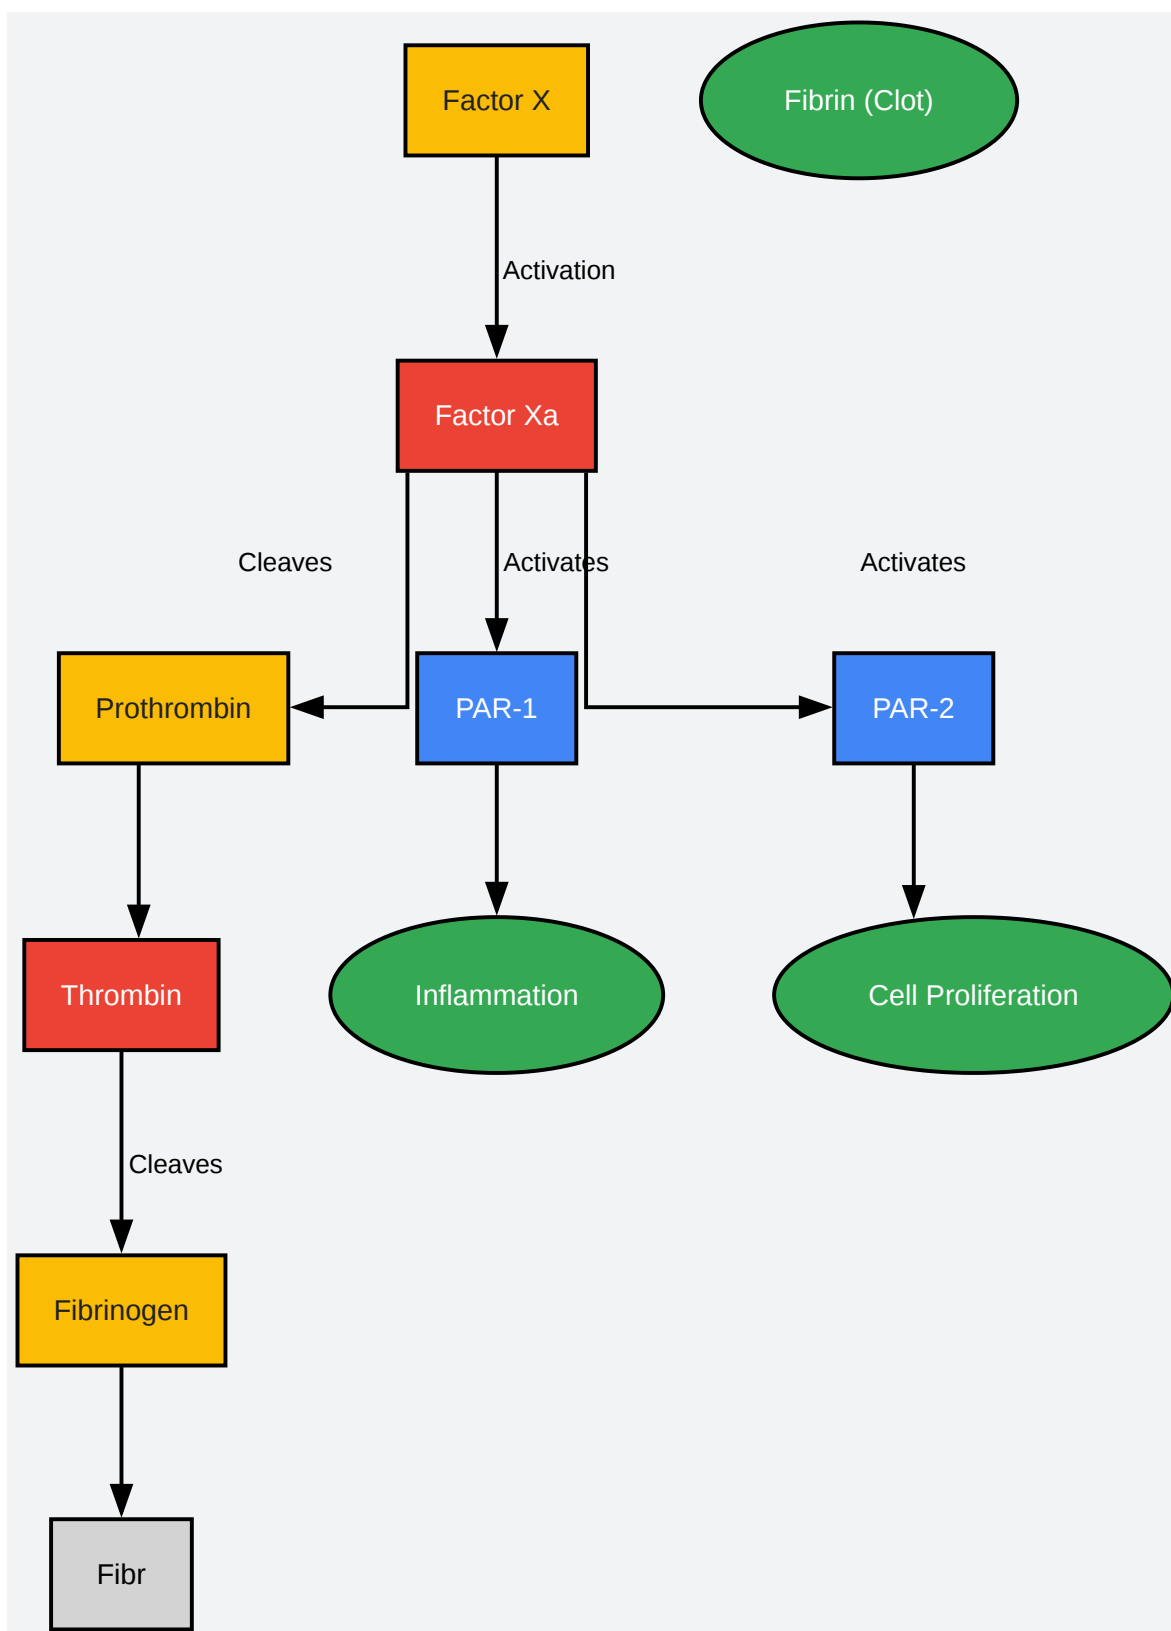 Factor X
Fibrin (Clot)
Activation
Factor Xa
Cleaves
Activates
Activates
Prothrombin
PAR-1
PAR-2
Thrombin
Inflammation
Cell Proliferation
Cleaves
Fibrinogen
Fibr